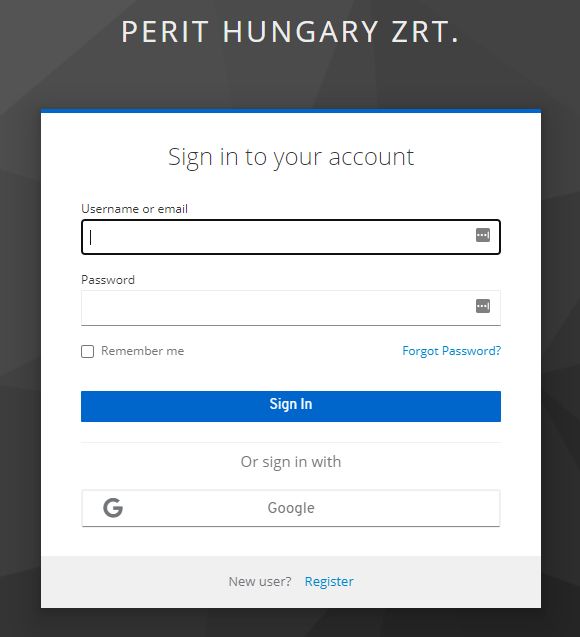 PERIT HUNGARY ZRT.
Sign in to your account
Username or email
Password
Remember me
Forgot Password?
Sign In
Or sign in with
G
Google
New user? Register